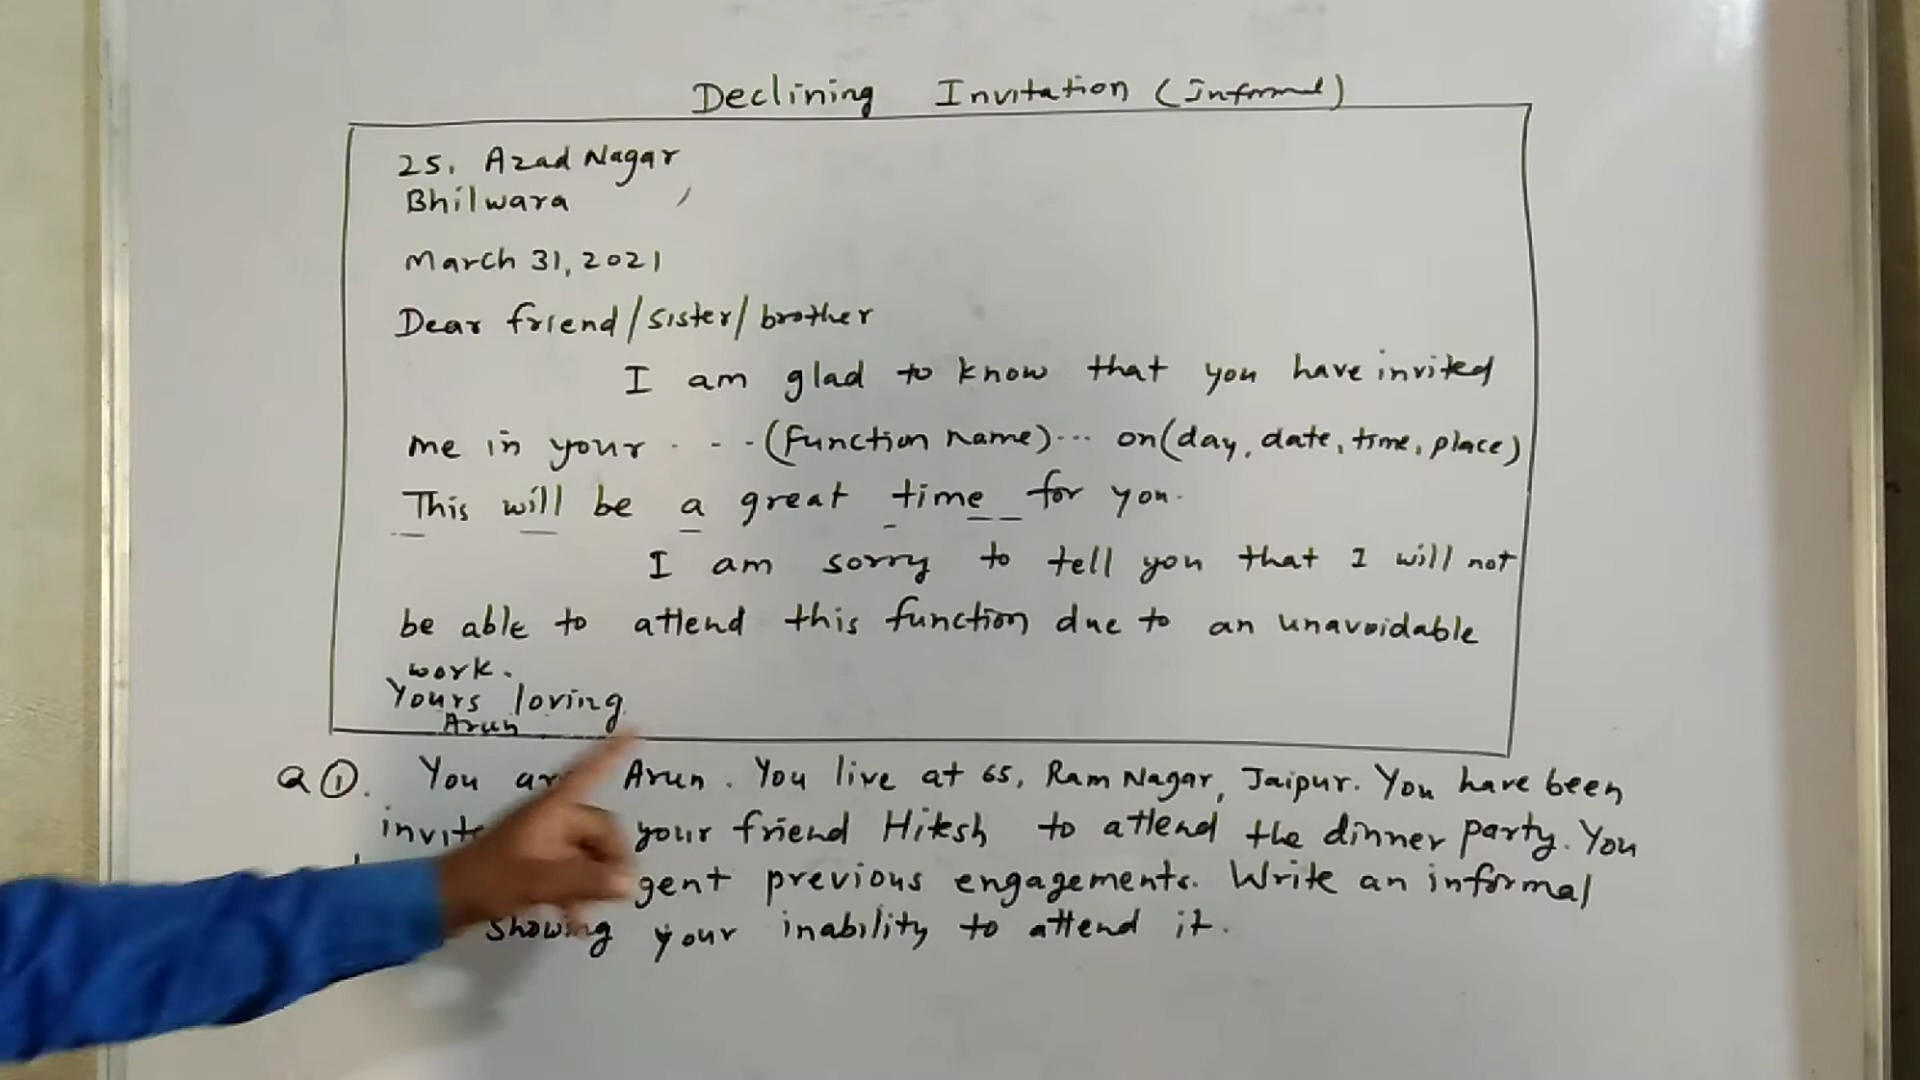 Declining Invitation (Informal)
25, Azad Nagar
Bhilwara
March 31, 2021
Dear friend/sister/brother
I am glad to know that you have invited
me in your . - - - (function name) ... on (day, date, time, place)
This will be a great time for you.
I am sorry to tell you that I will not
be able to attend this function due to an unavoidable
work.
Yours loving
Arun
Q ①. You are Arun. You live at 65, Ram Nagar, Jaipur. You have been
your friend Hitesh to attend the dinner party. You
previous engagements. Write an informal
showing your inability to attend it.